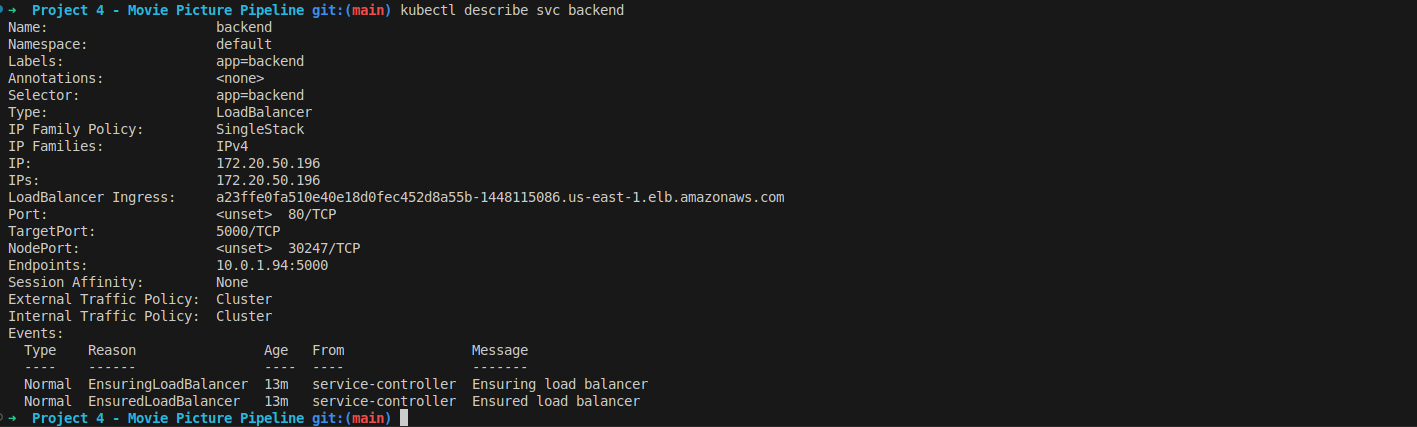 ➜  Project 4 - Movie Picture Pipeline git:(main) kubectl describe svc backend
Name:                     backend
Namespace:                default
Labels:                   app=backend
Annotations:              <none>
Selector:                 app=backend
Type:                     LoadBalancer
IP Family Policy:         SingleStack
IP Families:              IPv4
IP:                       172.20.50.196
IPs:                      172.20.50.196
LoadBalancer Ingress:     a23ffe0fa510e40e18d0fec452d8a55b-1448115086.us-east-1.elb.amazonaws.com
Port:                     <unset>  80/TCP
TargetPort:               5000/TCP
NodePort:                 <unset>  30247/TCP
Endpoints:                10.0.1.94:5000
Session Affinity:         None
External Traffic Policy:  Cluster
Internal Traffic Policy:  Cluster
Events:
  Type    Reason                Age   From                Message
  ----    ------                ----  ----                -------
  Normal  EnsuringLoadBalancer  13m   service-controller  Ensuring load balancer
  Normal  EnsuredLoadBalancer   13m   service-controller  Ensured load balancer
➜  Project 4 - Movie Picture Pipeline git:(main)